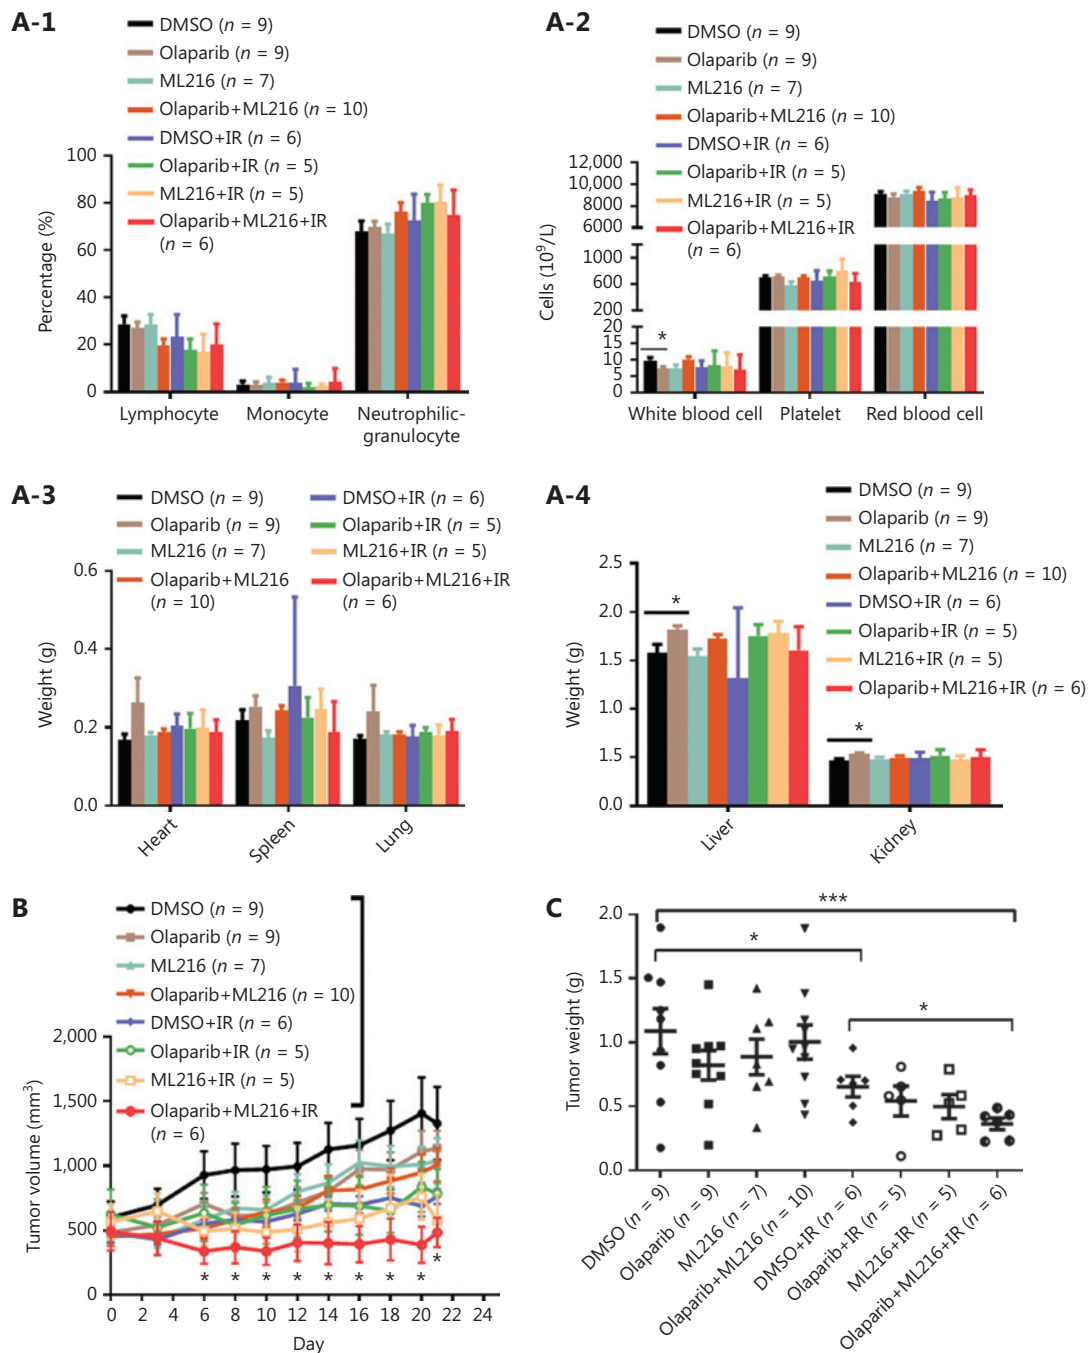 A-1
DMSO (n = 9)
Olaparib (n = 9)
ML216 (n = 7)
Olaparib+ML216 (n = 10)
DMSO+IR (n = 6)
Olaparib+IR (n = 5)
ML216+IR (n = 5)
Olaparib+ML216+IR
(n = 6)
Percentage (%)
100
80
60
40
20
0
Lymphocyte
Monocyte
Neutrophilic-
granulocyte
A-2
DMSO (n = 9)
Olaparib (n = 9)
ML216 (n = 7)
Olaparib+ML216 (n = 10)
DMSO+IR (n = 6)
Olaparib+IR (n = 5)
ML216+IR (n = 5)
Olaparib+ML216+IR
(n = 6)
Cells (10⁹/L)
12,000
10,000
8000
6000
1000
600
200
20
15
10
5
0
*
White blood cell
Platelet
Red blood cell
A-3
DMSO (n = 9)
Olaparib (n = 9)
ML216 (n = 7)
Olaparib+ML216
(n = 10)
DMSO+IR (n = 6)
Olaparib+IR (n = 5)
ML216+IR (n = 5)
Olaparib+ML216+IR
(n = 6)
Weight (g)
0.6
0.4
0.2
0.0
Heart
Spleen
Lung
A-4
DMSO (n = 9)
Olaparib (n = 9)
ML216 (n = 7)
Olaparib+ML216 (n = 10)
DMSO+IR (n = 6)
Olaparib+IR (n = 5)
ML216+IR (n = 5)
Olaparib+ML216+IR (n = 6)
Weight (g)
2.5
2.0
1.5
1.5
0.0
*
*
Liver
Kidney
B
DMSO (n = 9)
Olaparib (n = 9)
ML216 (n = 7)
Olaparib+ML216 (n = 10)
DMSO+IR (n = 6)
Olaparib+IR (n = 5)
ML216+IR (n = 5)
Olaparib+ML216+IR
(n = 6)
Tumor volume (mm³)
2,000
1,500
1,000
500
0
* * * * * * * * *
0 2 4 6 8 10 12 14 16 18 20 22 24
Day
C
***
*
*
Tumor weight (g)
2.0
1.5
1.0
0.5
0.0
DMSO (n = 9)
Olaparib (n = 9)
ML216 (n = 7)
Olaparib+ML216 (n = 10)
DMSO+IR (n = 6)
Olaparib+IR (n = 5)
ML216+IR (n = 5)
Olaparib+ML216+IR (n = 6)